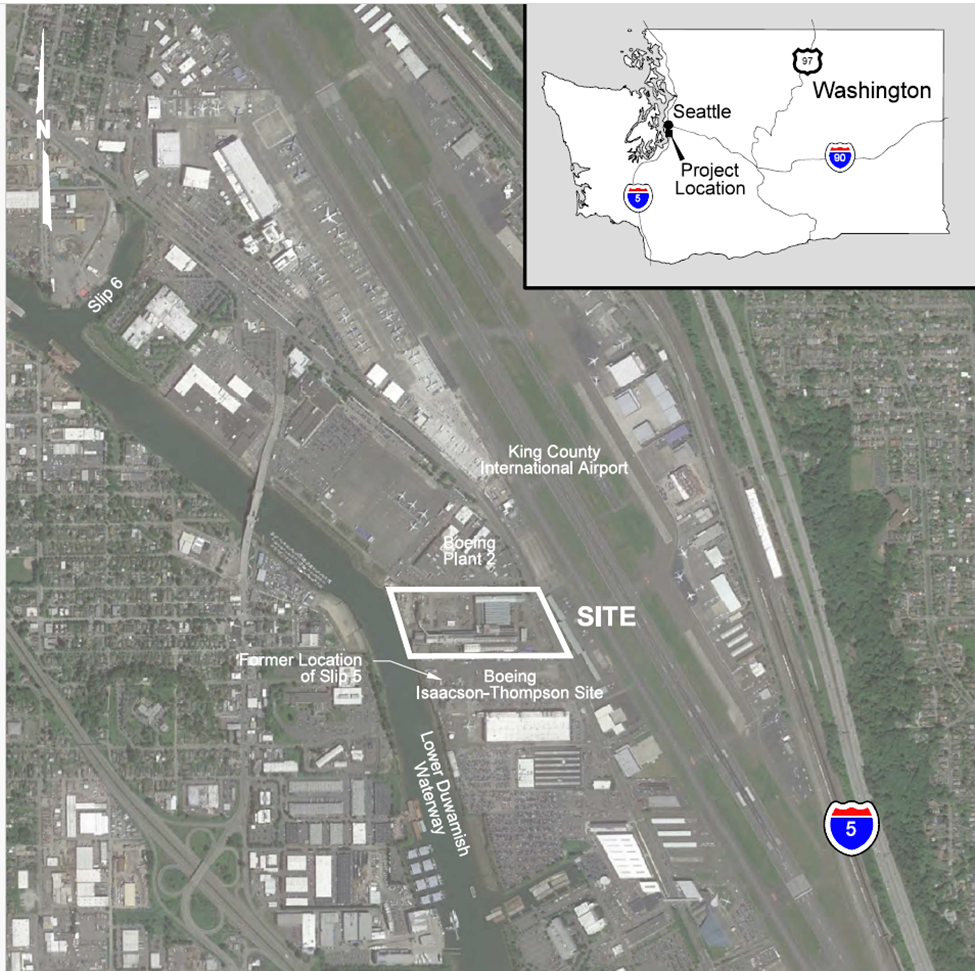 N
97
Washington
Seattle
90
Project
Location
5
Slip 6
King County
International Airport
Boeing
Plant 2
SITE
Former Location
of Slip 5
Boeing
Isaacson-Thompson Site
Lower Duwamish
Waterway
5